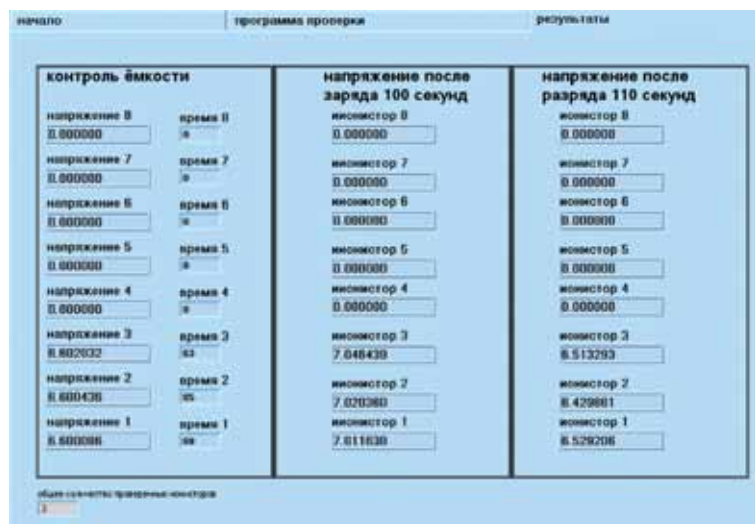 начало программа проверки результаты
контроль ёмкости
напряжение 8 время 8
0.000000 0
напряжение 7 время 7
0.000000 0
напряжение 6 время 6
0.000000 0
напряжение 5 время 5
0.000000 0
напряжение 4 время 4
0.000000 0
напряжение 3 время 3
6.602032
напряжение 2 время 2
6.600436
напряжение 1 время 1
6.600086
напряжение после
заряда 100 секунд
ионистор 8
0.000000
ионистор 7
0.000000
ионистор 6
0.000000
ионистор 5
0.000000
ионистор 4
0.000000
ионистор 3
7.046439
ионистор 2
7.020360
ионистор 1
7.011630
напряжение после
разряда 110 секунд
ионистор 8
0.000000
ионистор 7
0.000000
ионистор 6
0.000000
ионистор 5
0.000000
ионистор 4
0.000000
ионистор 3
6.513293
ионистор 2
6.429861
ионистор 1
6.529206
общее количество проверенных ионисторов
3